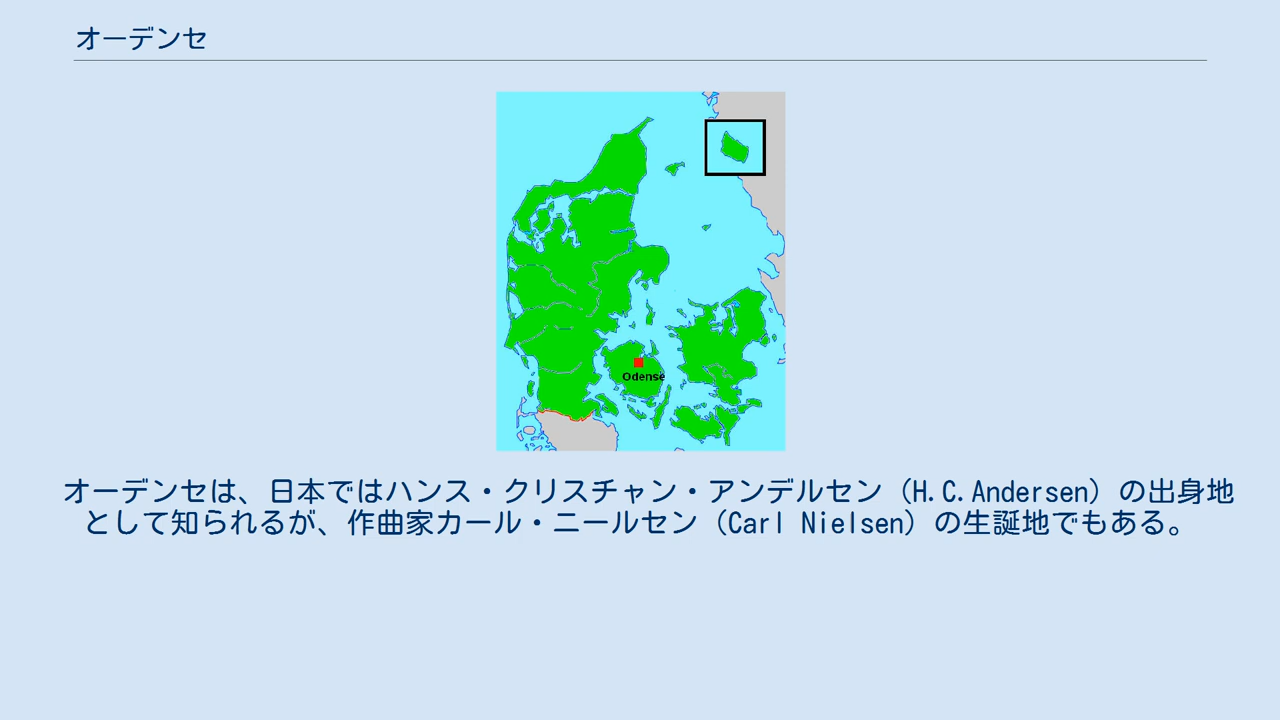 オーデンセ
Odense
オーデンセは、日本ではハンス・クリスチャン・アンデルセン（H.C.Andersen）の出身地
として知られるが、作曲家カール・ニールセン（Carl Nielsen）の生誕地でもある。